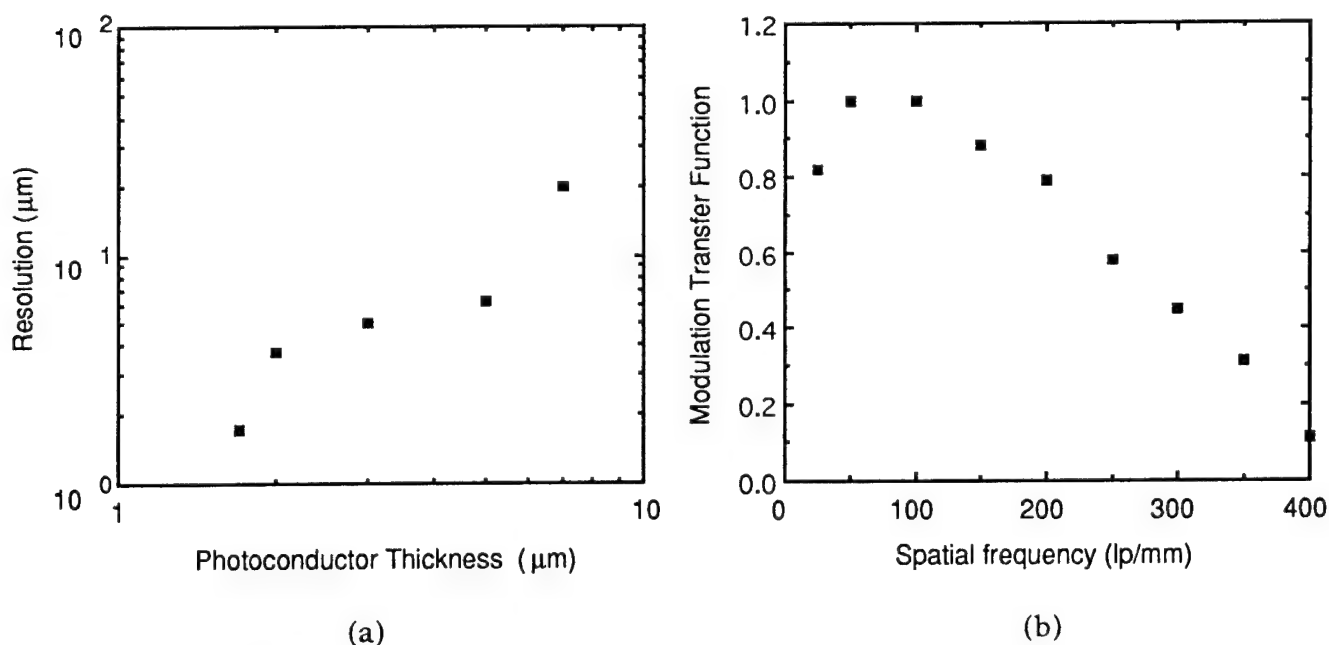 10 2
10 1
10 0
Resolution (μm)
1
10
Photoconductor Thickness (μm)
(a)
1.2
1.0
0.8
0.6
0.4
0.2
0.0
Modulation Transfer Function
0
100
200
300
400
Spatial frequency (lp/mm)
(b)